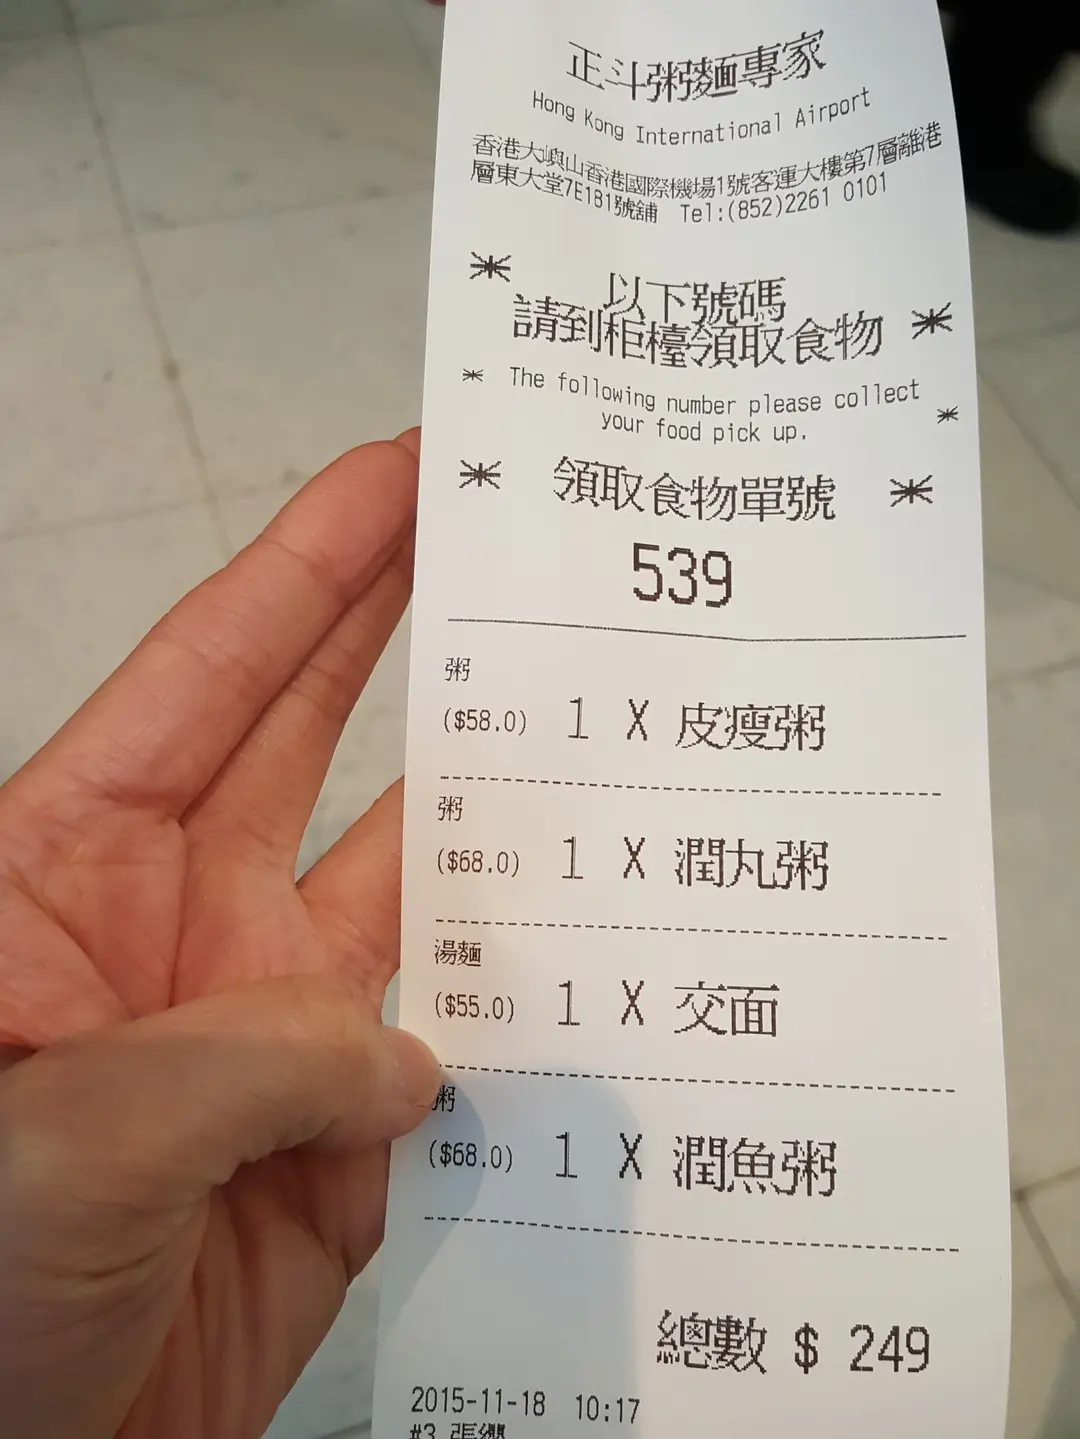 正斗粥麵專家
Hong Kong International Airport
香港大嶼山香港國際機場1號客運大樓第7層離港
層東大堂7E1B1號舖 Tel:(852)2261 0101
* 以下號碼
請到柜檯領取食物 *
* The following number please collect
your food pick up. *
* 領取食物單號 *
539
粥
($58.0) 1 X 皮瘦粥
粥
($68.0) 1 X 潤丸粥
湯麵
($55.0) 1 X 交面
粥
($68.0) 1 X 潤魚粥
總數 $ 249
2015-11-18 10:17
#3 張